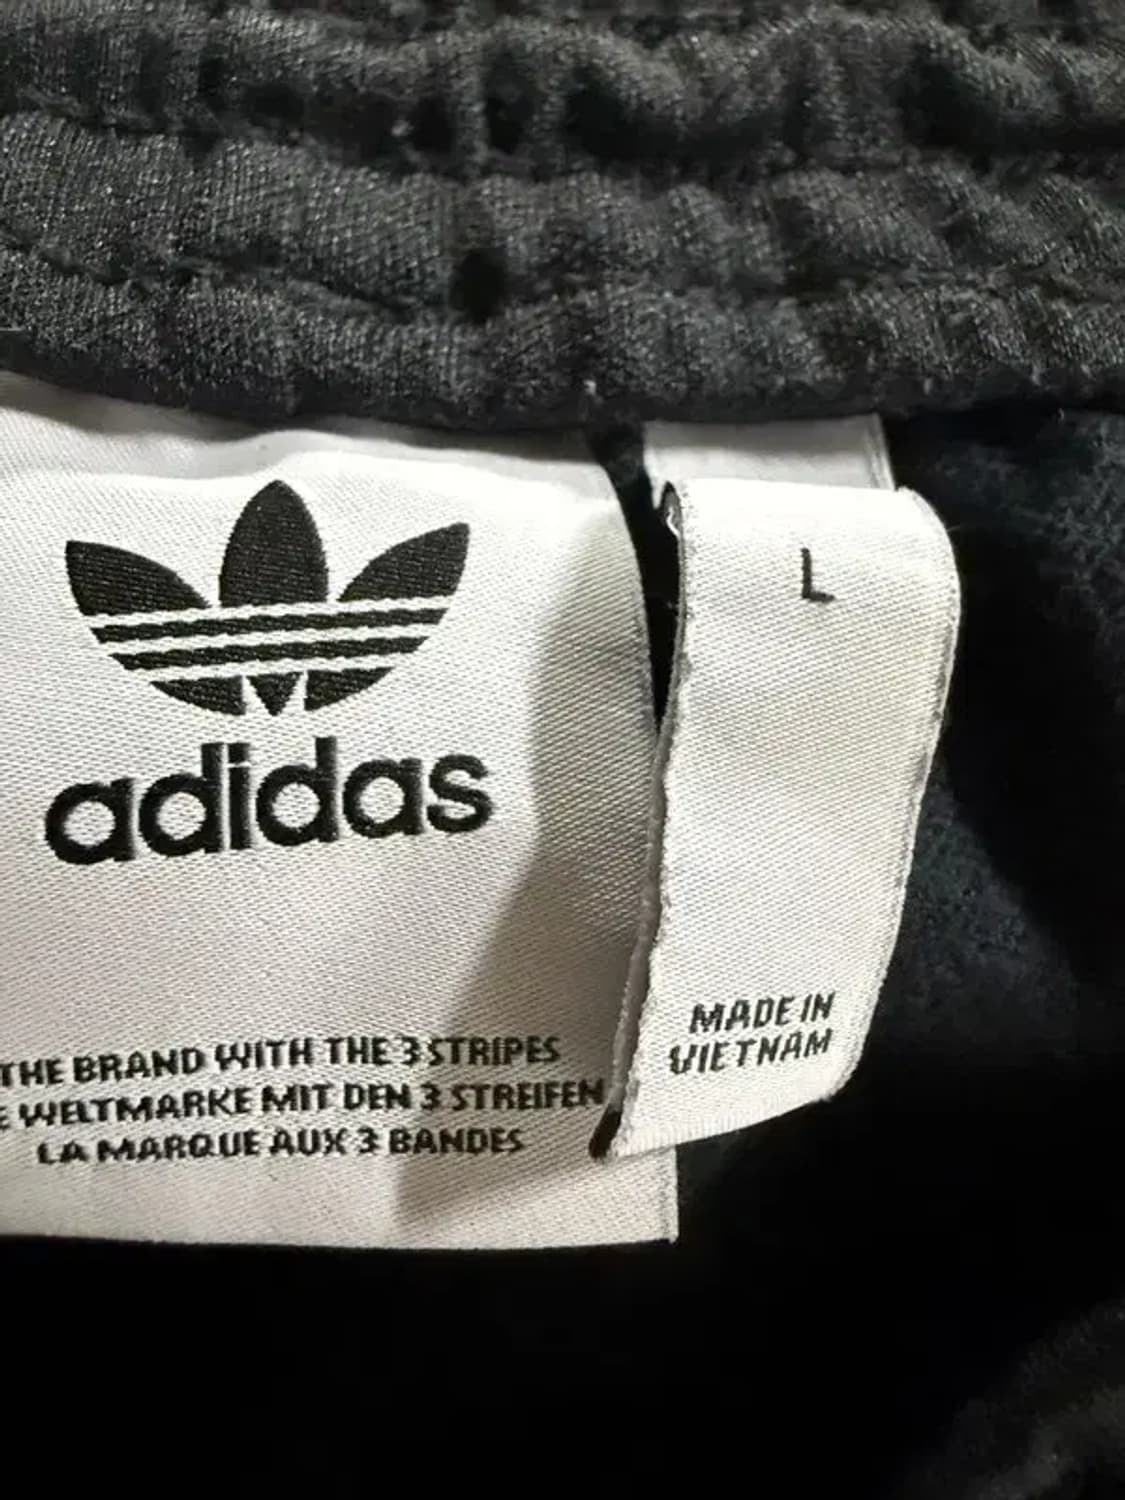 adidas
THE BRAND WITH THE 3 STRIPES
E WELTMARKE MIT DEN 3 STREIFEN
LA MARQUE AUX 3 BANDES
L
MADE IN
VIETNAM